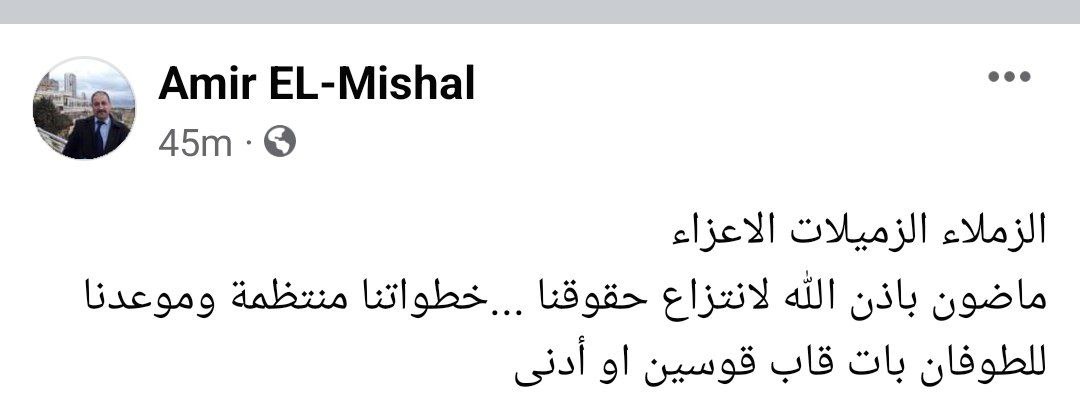 Amir EL-Mishal
45m ·
الزملاء الزميلات الاعزاء
ماضون باذن الله لانتزاع حقوقنا ...خطواتنا منتظمة وموعدنا
للطوفان بات قاب قوسين او أدنى